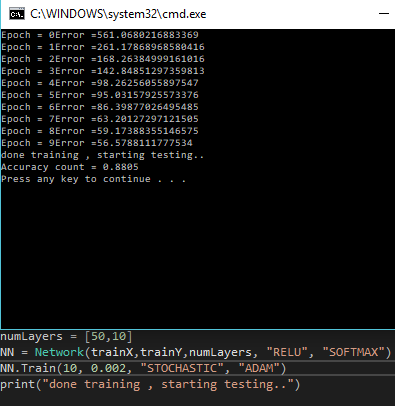 C:\WINDOWS\system32\cmd.exe
Epoch = 0Error =561.0680216883369
Epoch = 1Error =261.17868968580416
Epoch = 2Error =168.26384999161016
Epoch = 3Error =142.84851297359813
Epoch = 4Error =98.26256055897547
Epoch = 5Error =95.03157925573376
Epoch = 6Error =86.39877026495485
Epoch = 7Error =63.20127297121505
Epoch = 8Error =59.17388355146575
Epoch = 9Error =56.5788111777534
done training , starting testing..
Accuracy count = 0.8805
Press any key to continue . . .
numLayers = [50,10]
NN = Network(trainX,trainY,numLayers, "RELU", "SOFTMAX")
NN.Train(10, 0.002, "STOCHASTIC", "ADAM")
print("done training , starting testing..")